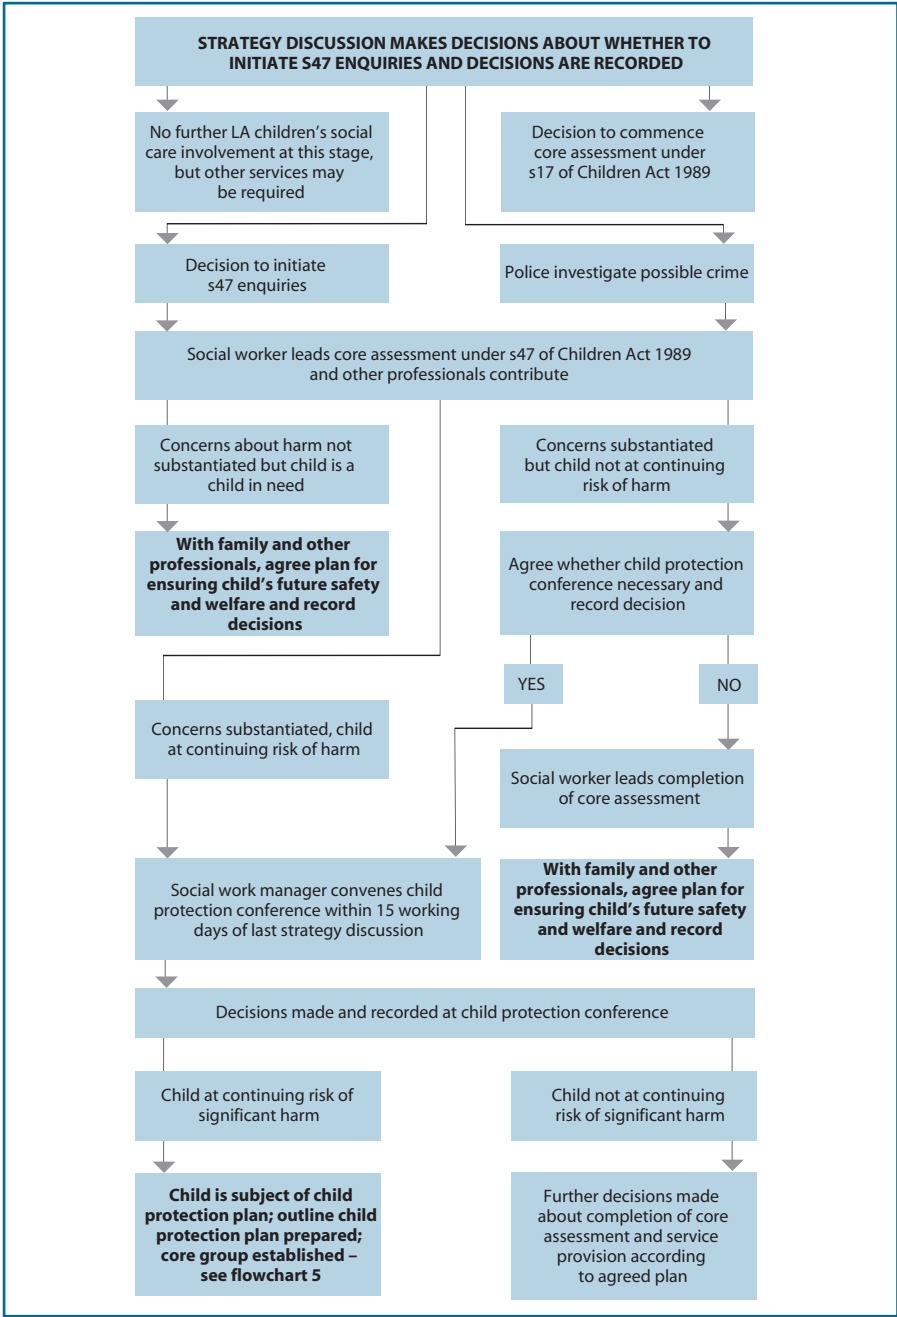 STRATEGY DISCUSSION MAKES DECISIONS ABOUT WHETHER TO
INITIATE S47 ENQUIRIES AND DECISIONS ARE RECORDED
No further LA children’s social
care involvement at this stage,
but other services may
be required
Decision to commence
core assessment under
s17 of Children Act 1989
Decision to initiate
s47 enquiries
Police investigate possible crime
Social worker leads core assessment under s47 of Children Act 1989
and other professionals contribute
Concerns about harm not
substantiated but child is a
child in need
Concerns substantiated
but child not at continuing
risk of harm
With family and other
professionals, agree plan for
ensuring child’s future safety
and welfare and record
decisions
Agree whether child protection
conference necessary and
record decision
YES
NO
Concerns substantiated, child
at continuing risk of harm
Social worker leads completion
of core assessment
Social work manager convenes child
protection conference within 15 working
days of last strategy discussion
With family and other
professionals, agree plan for
ensuring child’s future safety
and welfare and record
decisions
Decisions made and recorded at child protection conference
Child at continuing risk of
significant harm
Child not at continuing
risk of significant harm
Child is subject of child
protection plan; outline child
protection plan prepared;
core group established –
see flowchart 5
Further decisions made
about completion of core
assessment and service
provision according
to agreed plan